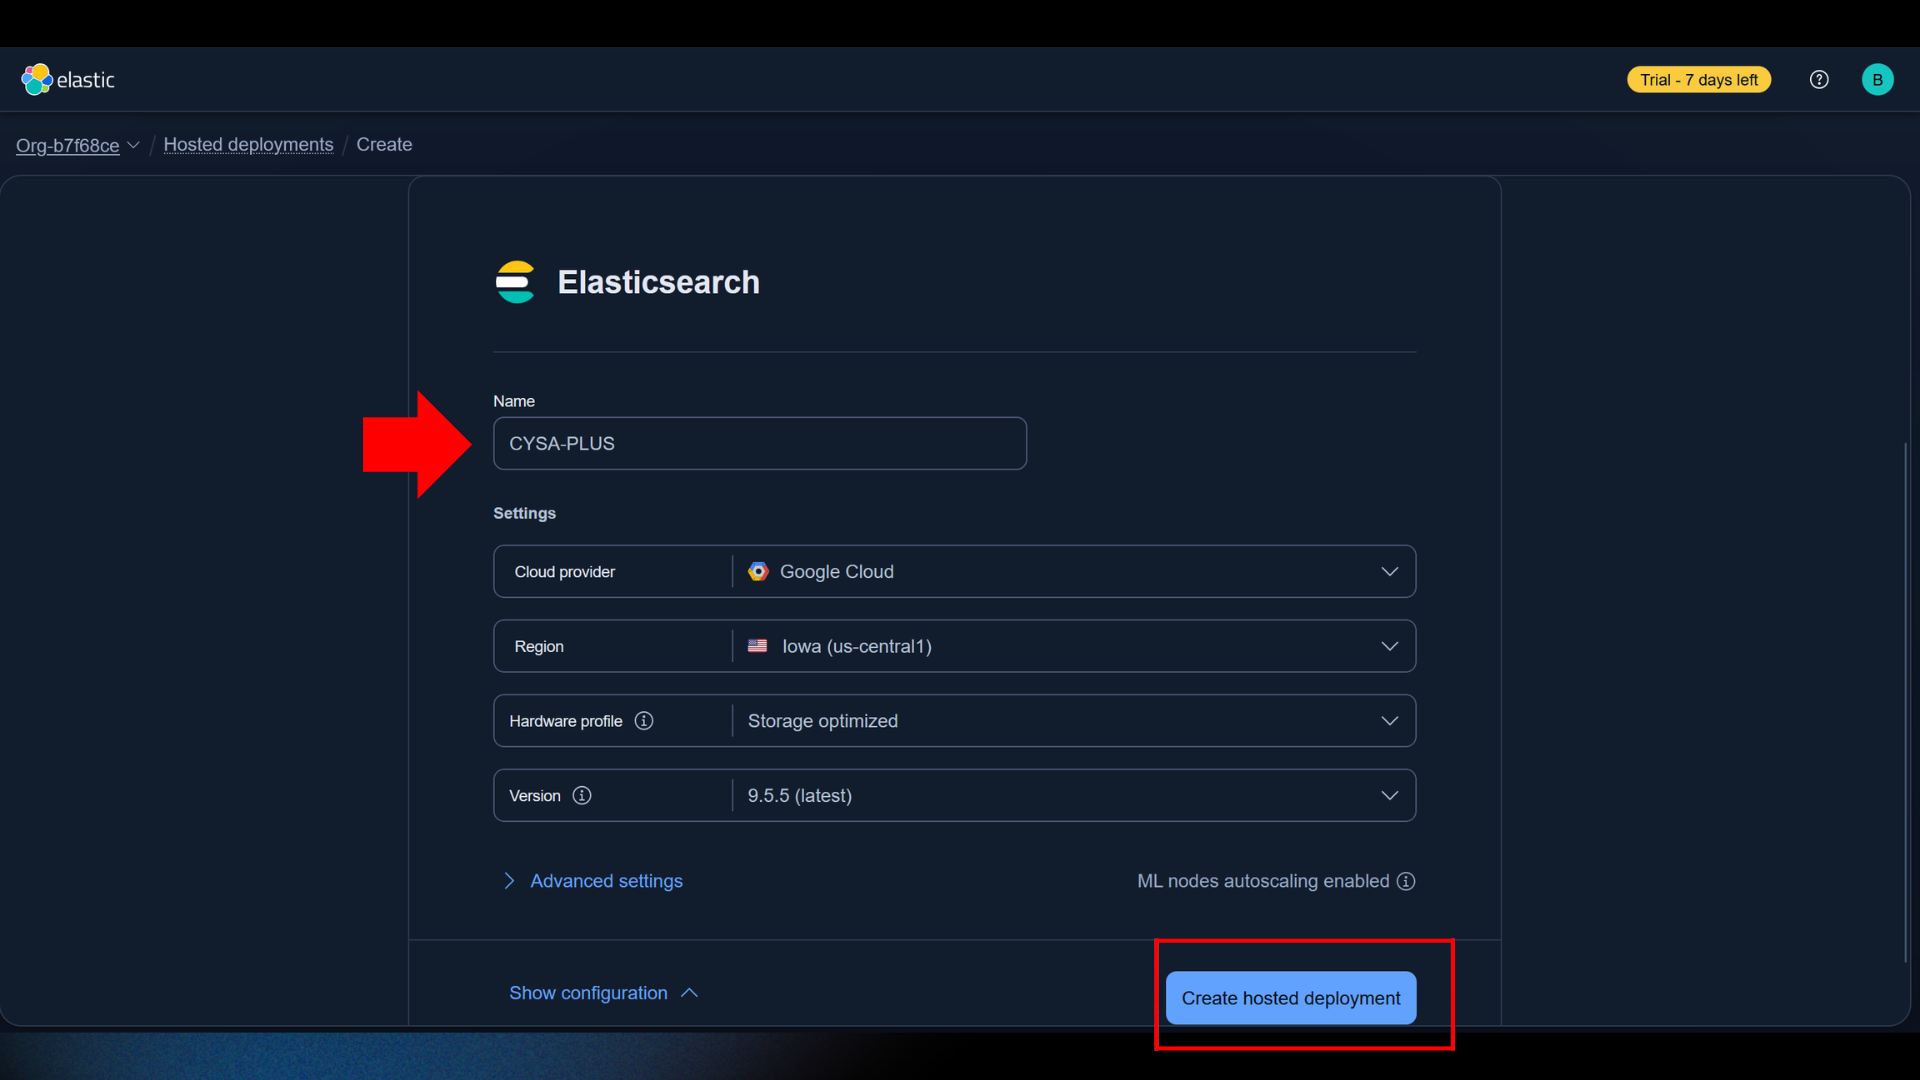 elastic
Trial - 7 days left
B
Org-b7f68ce / Hosted deployments / Create
Elasticsearch
Name
CYSA-PLUS
Settings
Cloud provider Google Cloud
Region Iowa (us-central1)
Hardware profile Storage optimized
Version 9.5.5 (latest)
Advanced settings ML nodes autoscaling enabled
Show configuration Create hosted deployment